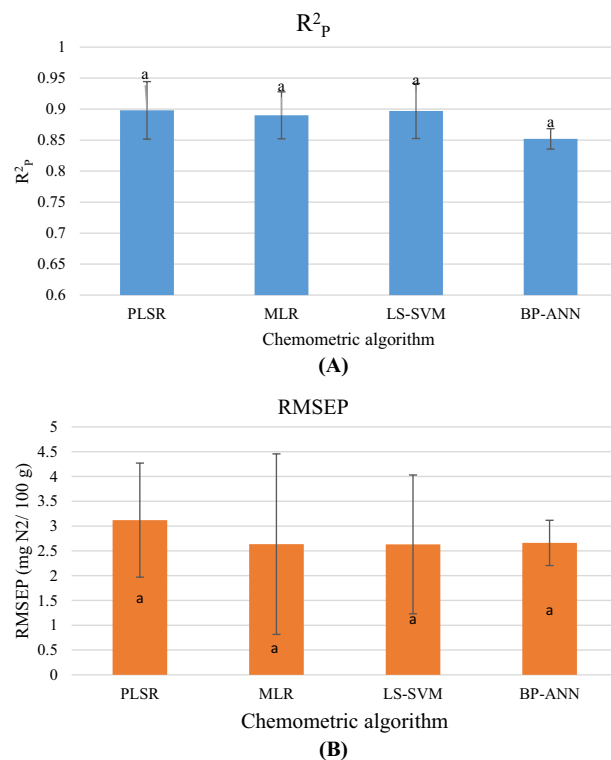 R²ₚ
1
0.95
0.9
0.85
0.8
0.75
0.7
0.65
0.6
R²ₚ
a a a a
PLSR MLR LS-SVM BP-ANN
Chemometric algorithm
(A)
RMSEP
5
4.5
4
3.5
3
2.5
2
1.5
1
0.5
0
RMSEP (mg N2/ 100 g)
a a a a
PLSR MLR LS-SVM BP-ANN
Chemometric algorithm
(B)